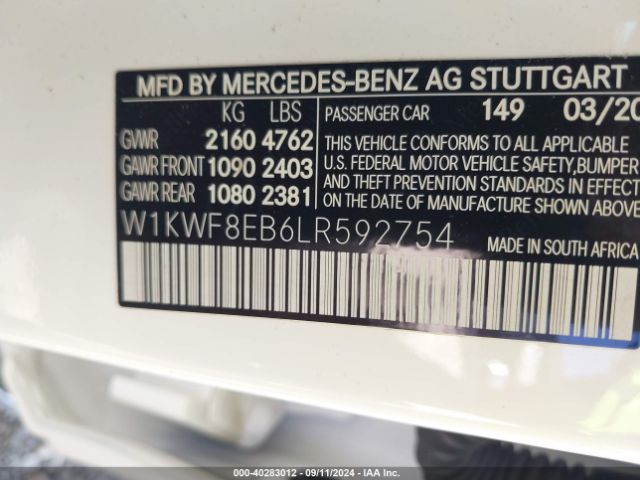 MFD BY MERCEDES-BENZ AG STUTTGART
KG LBS PASSENGER CAR 149 03/20
GVWR 2160 4762 THIS VEHICLE CONFORMS TO ALL APPLICABLE
GAWR FRONT 1090 2403 U.S. FEDERAL MOTOR VEHICLE SAFETY,BUMPER
GAWR REAR 1080 2381 AND THEFT PREVENTION STANDARDS IN EFFECT
ON THE DATE OF MANUFACTURE SHOWN ABOVE
W1KWF8EB6LR592754 MADE IN SOUTH AFRICA
000-40283012 - 09/11/2024 - IAA Inc.